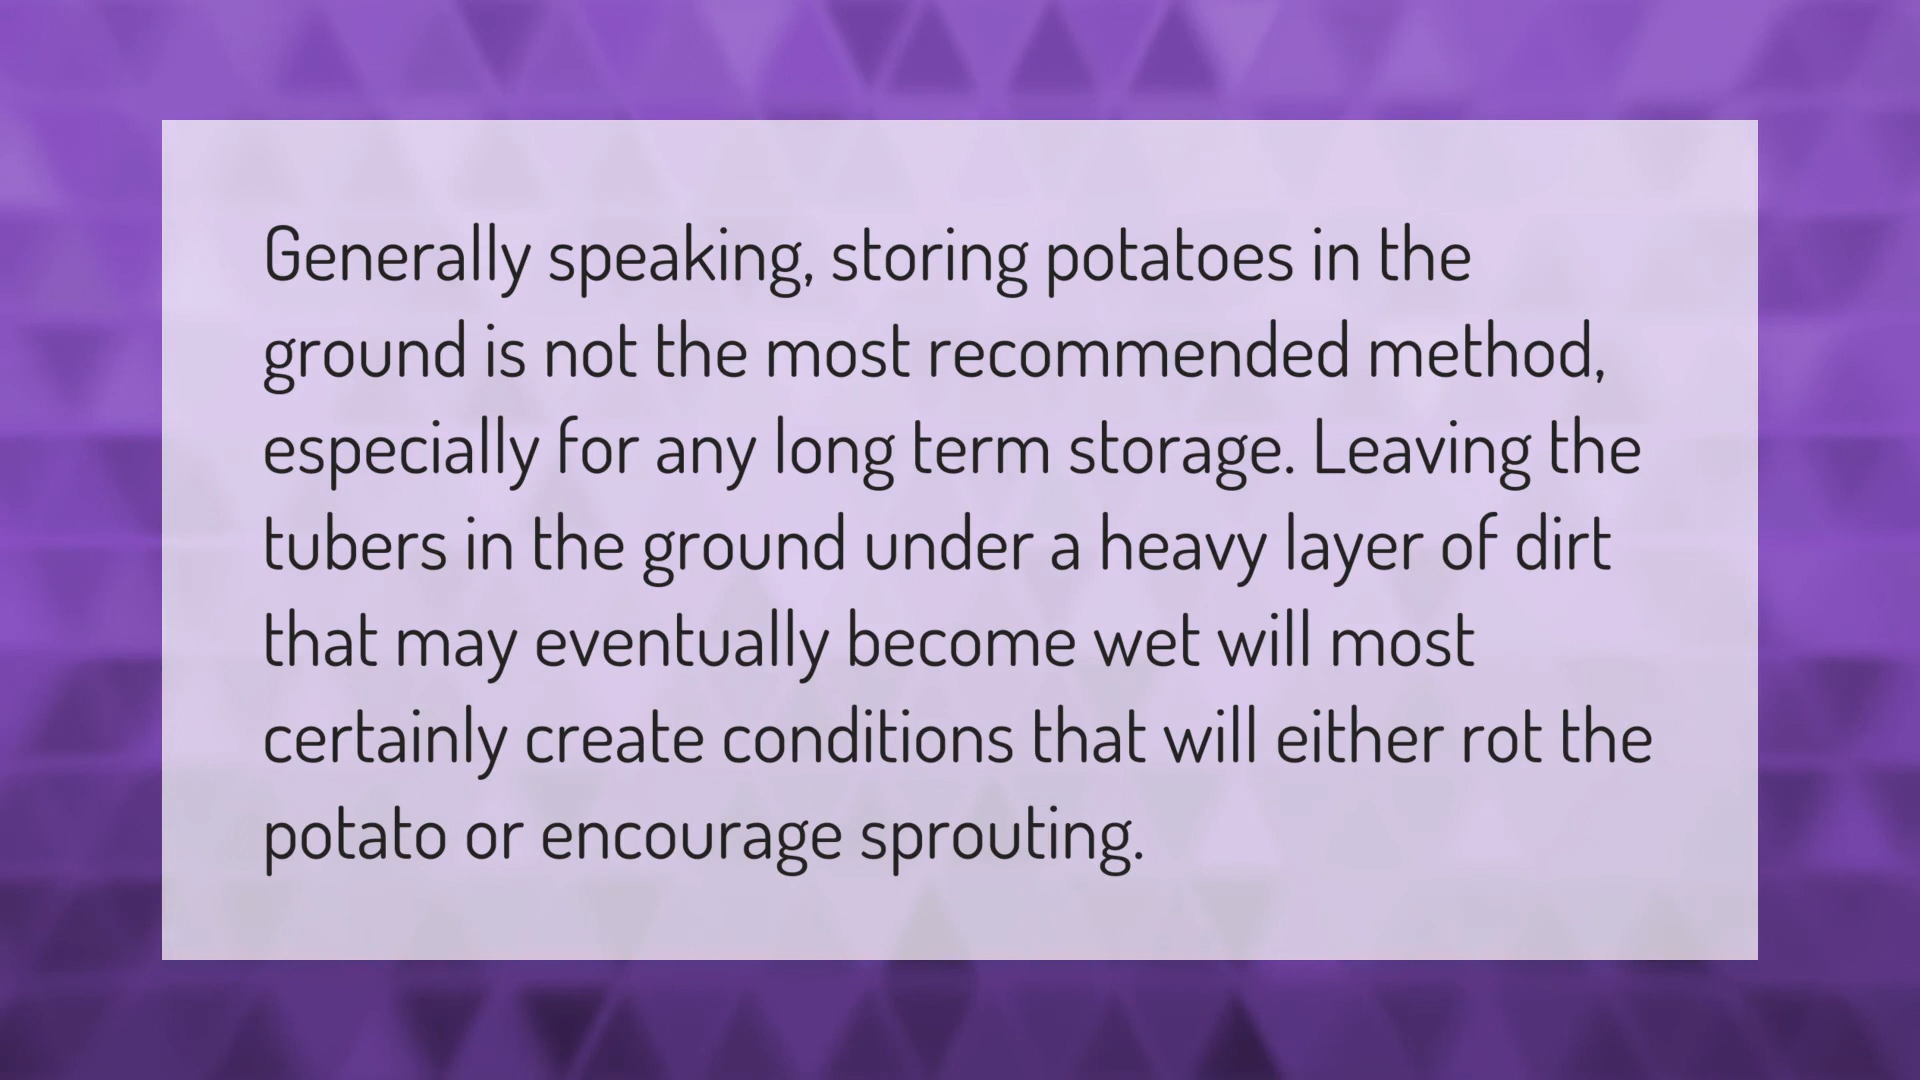 Generally speaking, storing potatoes in the
ground is not the most recommended method,
especially for any long term storage. Leaving the
tubers in the ground under a heavy layer of dirt
that may eventually become wet will most
certainly create conditions that will either rot the
potato or encourage sprouting.